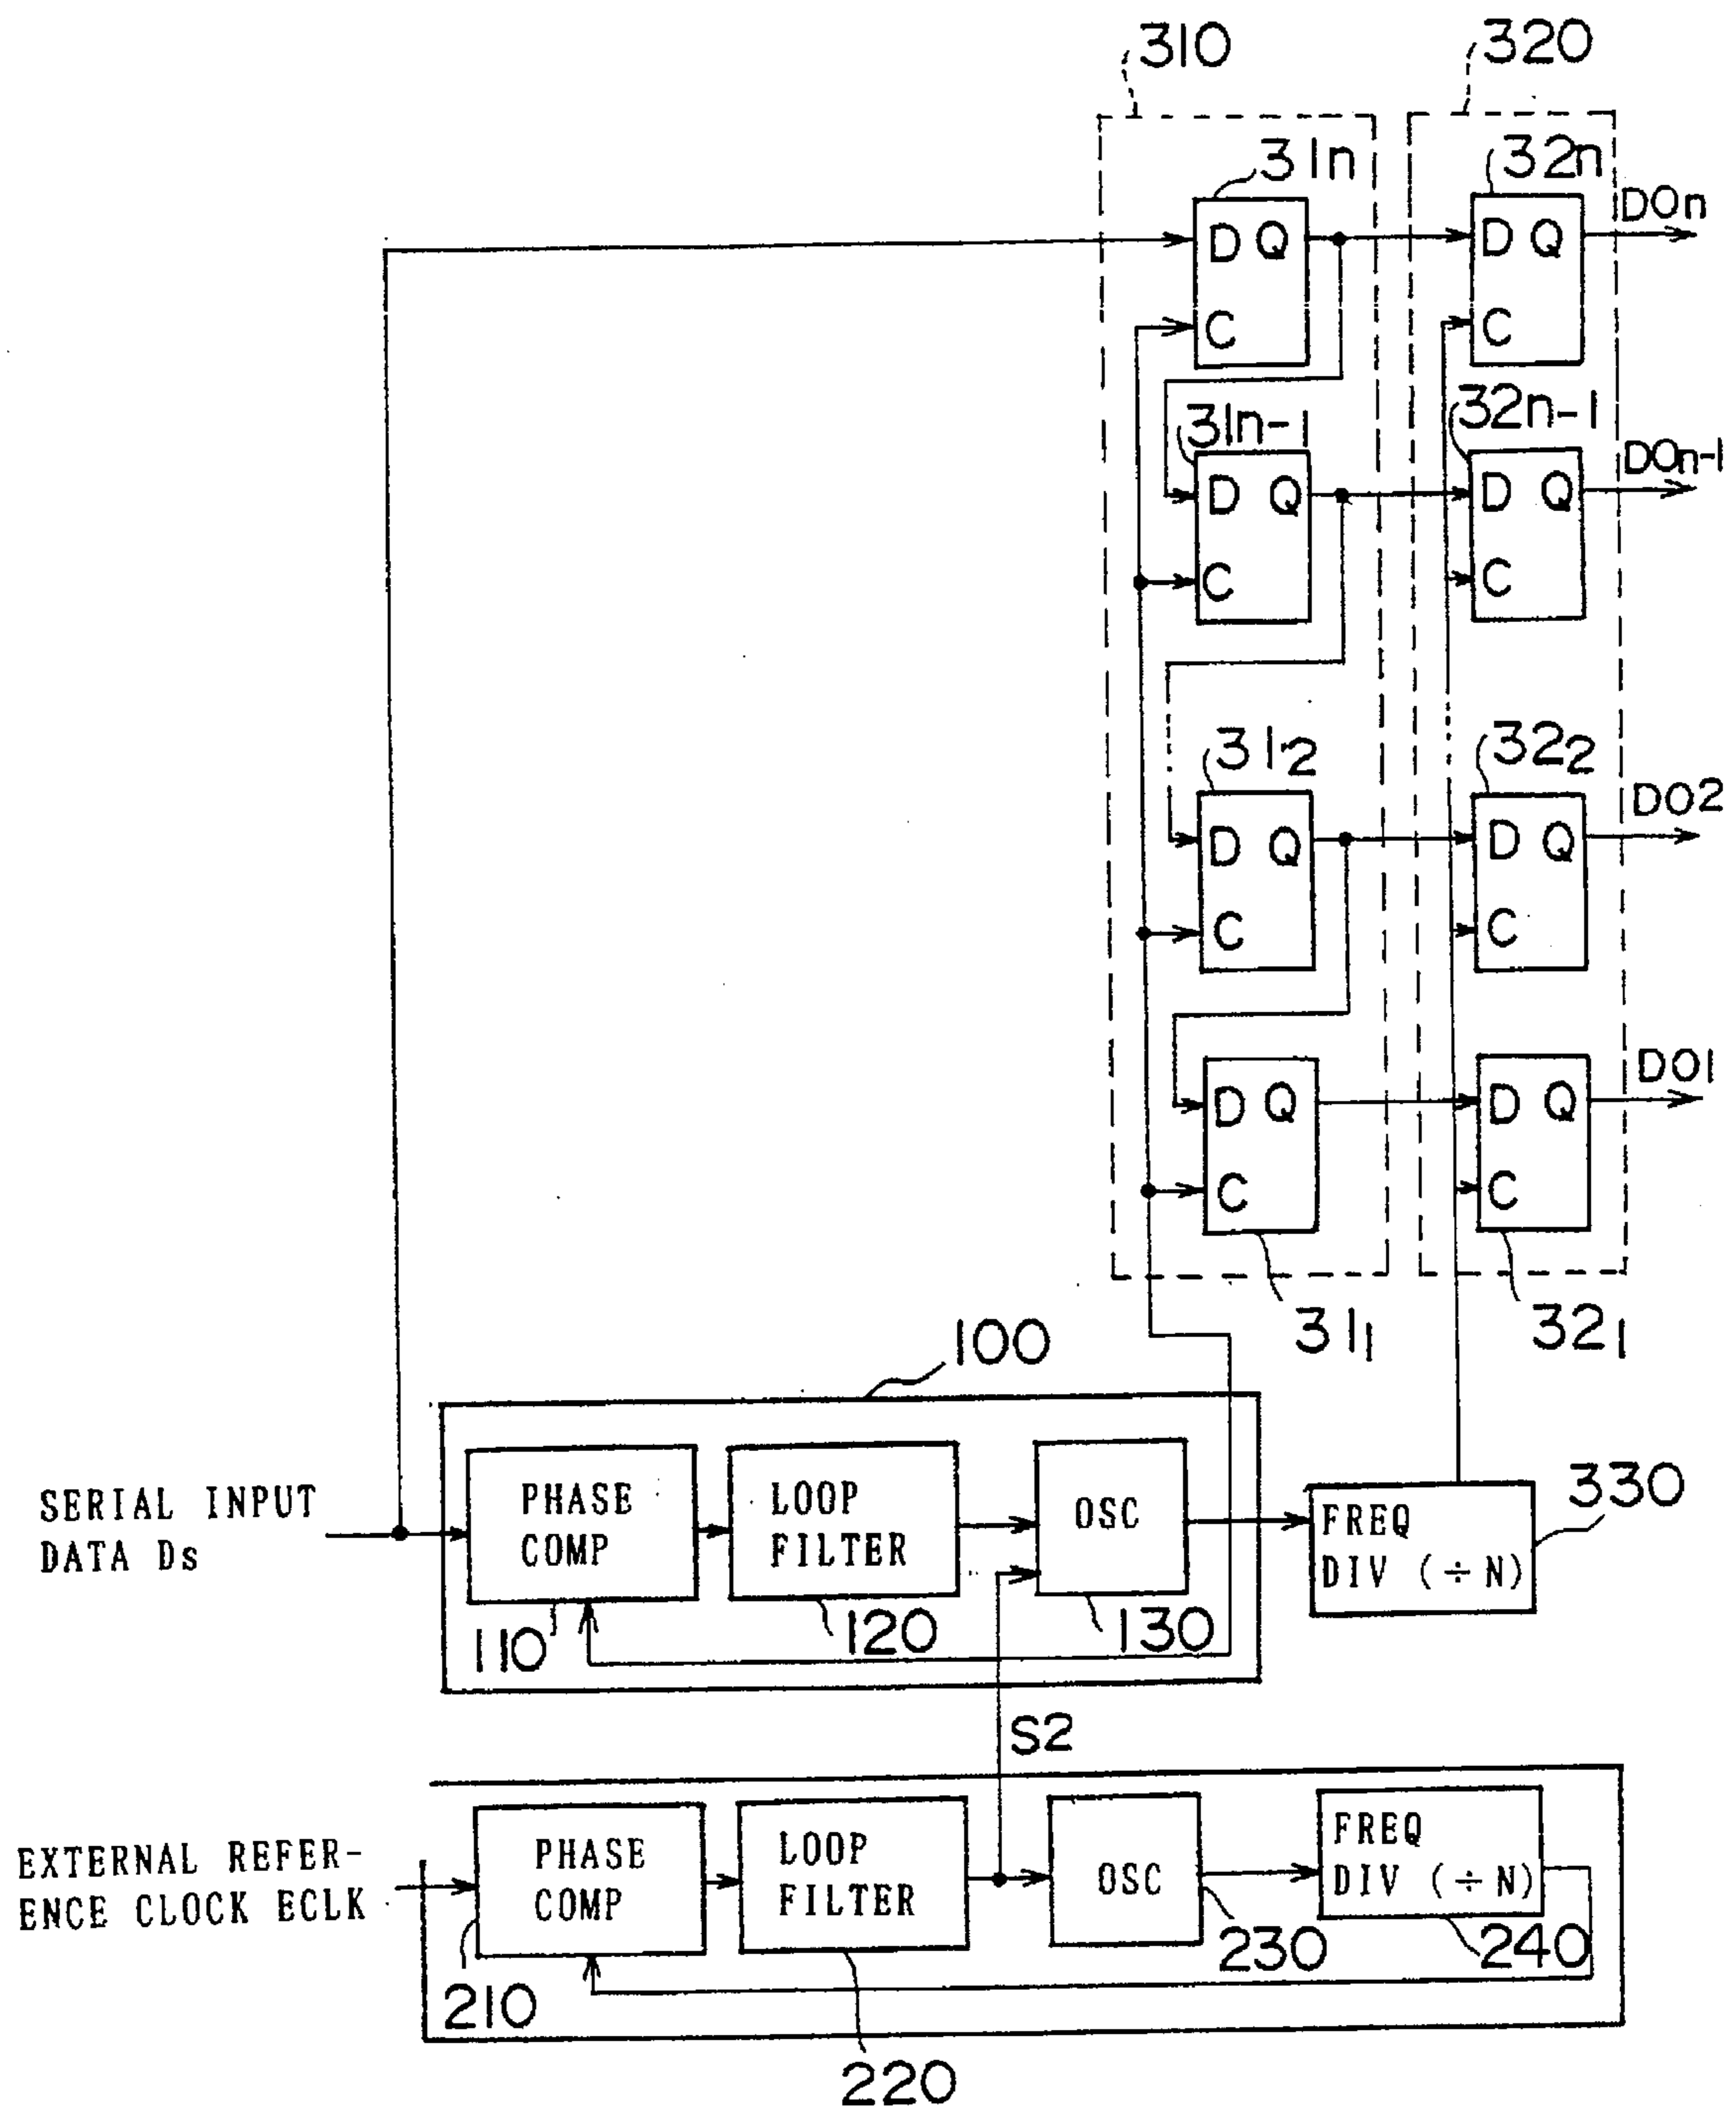 310
320
31n
32n
DOn
D Q
D Q
C
C
31n-1
32n-1
DOn-1
D Q
D Q
C
C
312
322
DO2
D Q
D Q
C
C
DO1
D Q
D Q
C
C
311
321
100
SERIAL INPUT
DATA Ds
PHASE
COMP
LOOP
FILTER
OSC
FREQ
DIV (÷N)
330
110
120
130
S2
EXTERNAL REFER-
ENCE CLOCK ECLK
PHASE
COMP
LOOP
FILTER
OSC
FREQ
DIV (÷N)
210
220
230
240